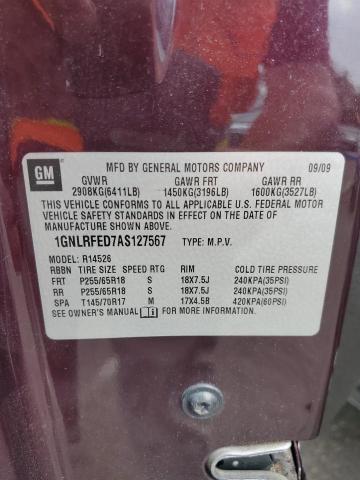 GM
MFD BY GENERAL MOTORS COMPANY 09/09
GVWR GAWR FRT GAWR RR
2908KG(6411LB) 1450KG(3196LB) 1600KG(3527LB)
THIS VEHICLE CONFORMS TO ALL APPLICABLE U.S. FEDERAL MOTOR
VEHICLE SAFETY STANDARDS IN EFFECT ON THE DATE OF
MANUFACTURE SHOWN ABOVE.
1GNLRFED7AS127567 TYPE: M.P.V.
MODEL: R14526
RBBN TIRE SIZE SPEED RTG RIM COLD TIRE PRESSURE
FRT P255/65R18 S 18X7.5J 240KPA(35PSI)
RR P255/65R18 S 18X7.5J 240KPA(35PSI)
SPA T145/70R17 M 17X4.5B 420KPA(60PSI)
SEE OWNER'S MANUAL FOR MORE INFORMATION.